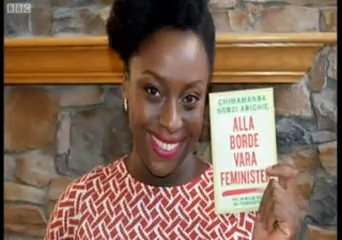 BBC
CHIMAMANDA
NGOZI ADICHIE
ALLA
BORDE
VARA
FEMINISTER